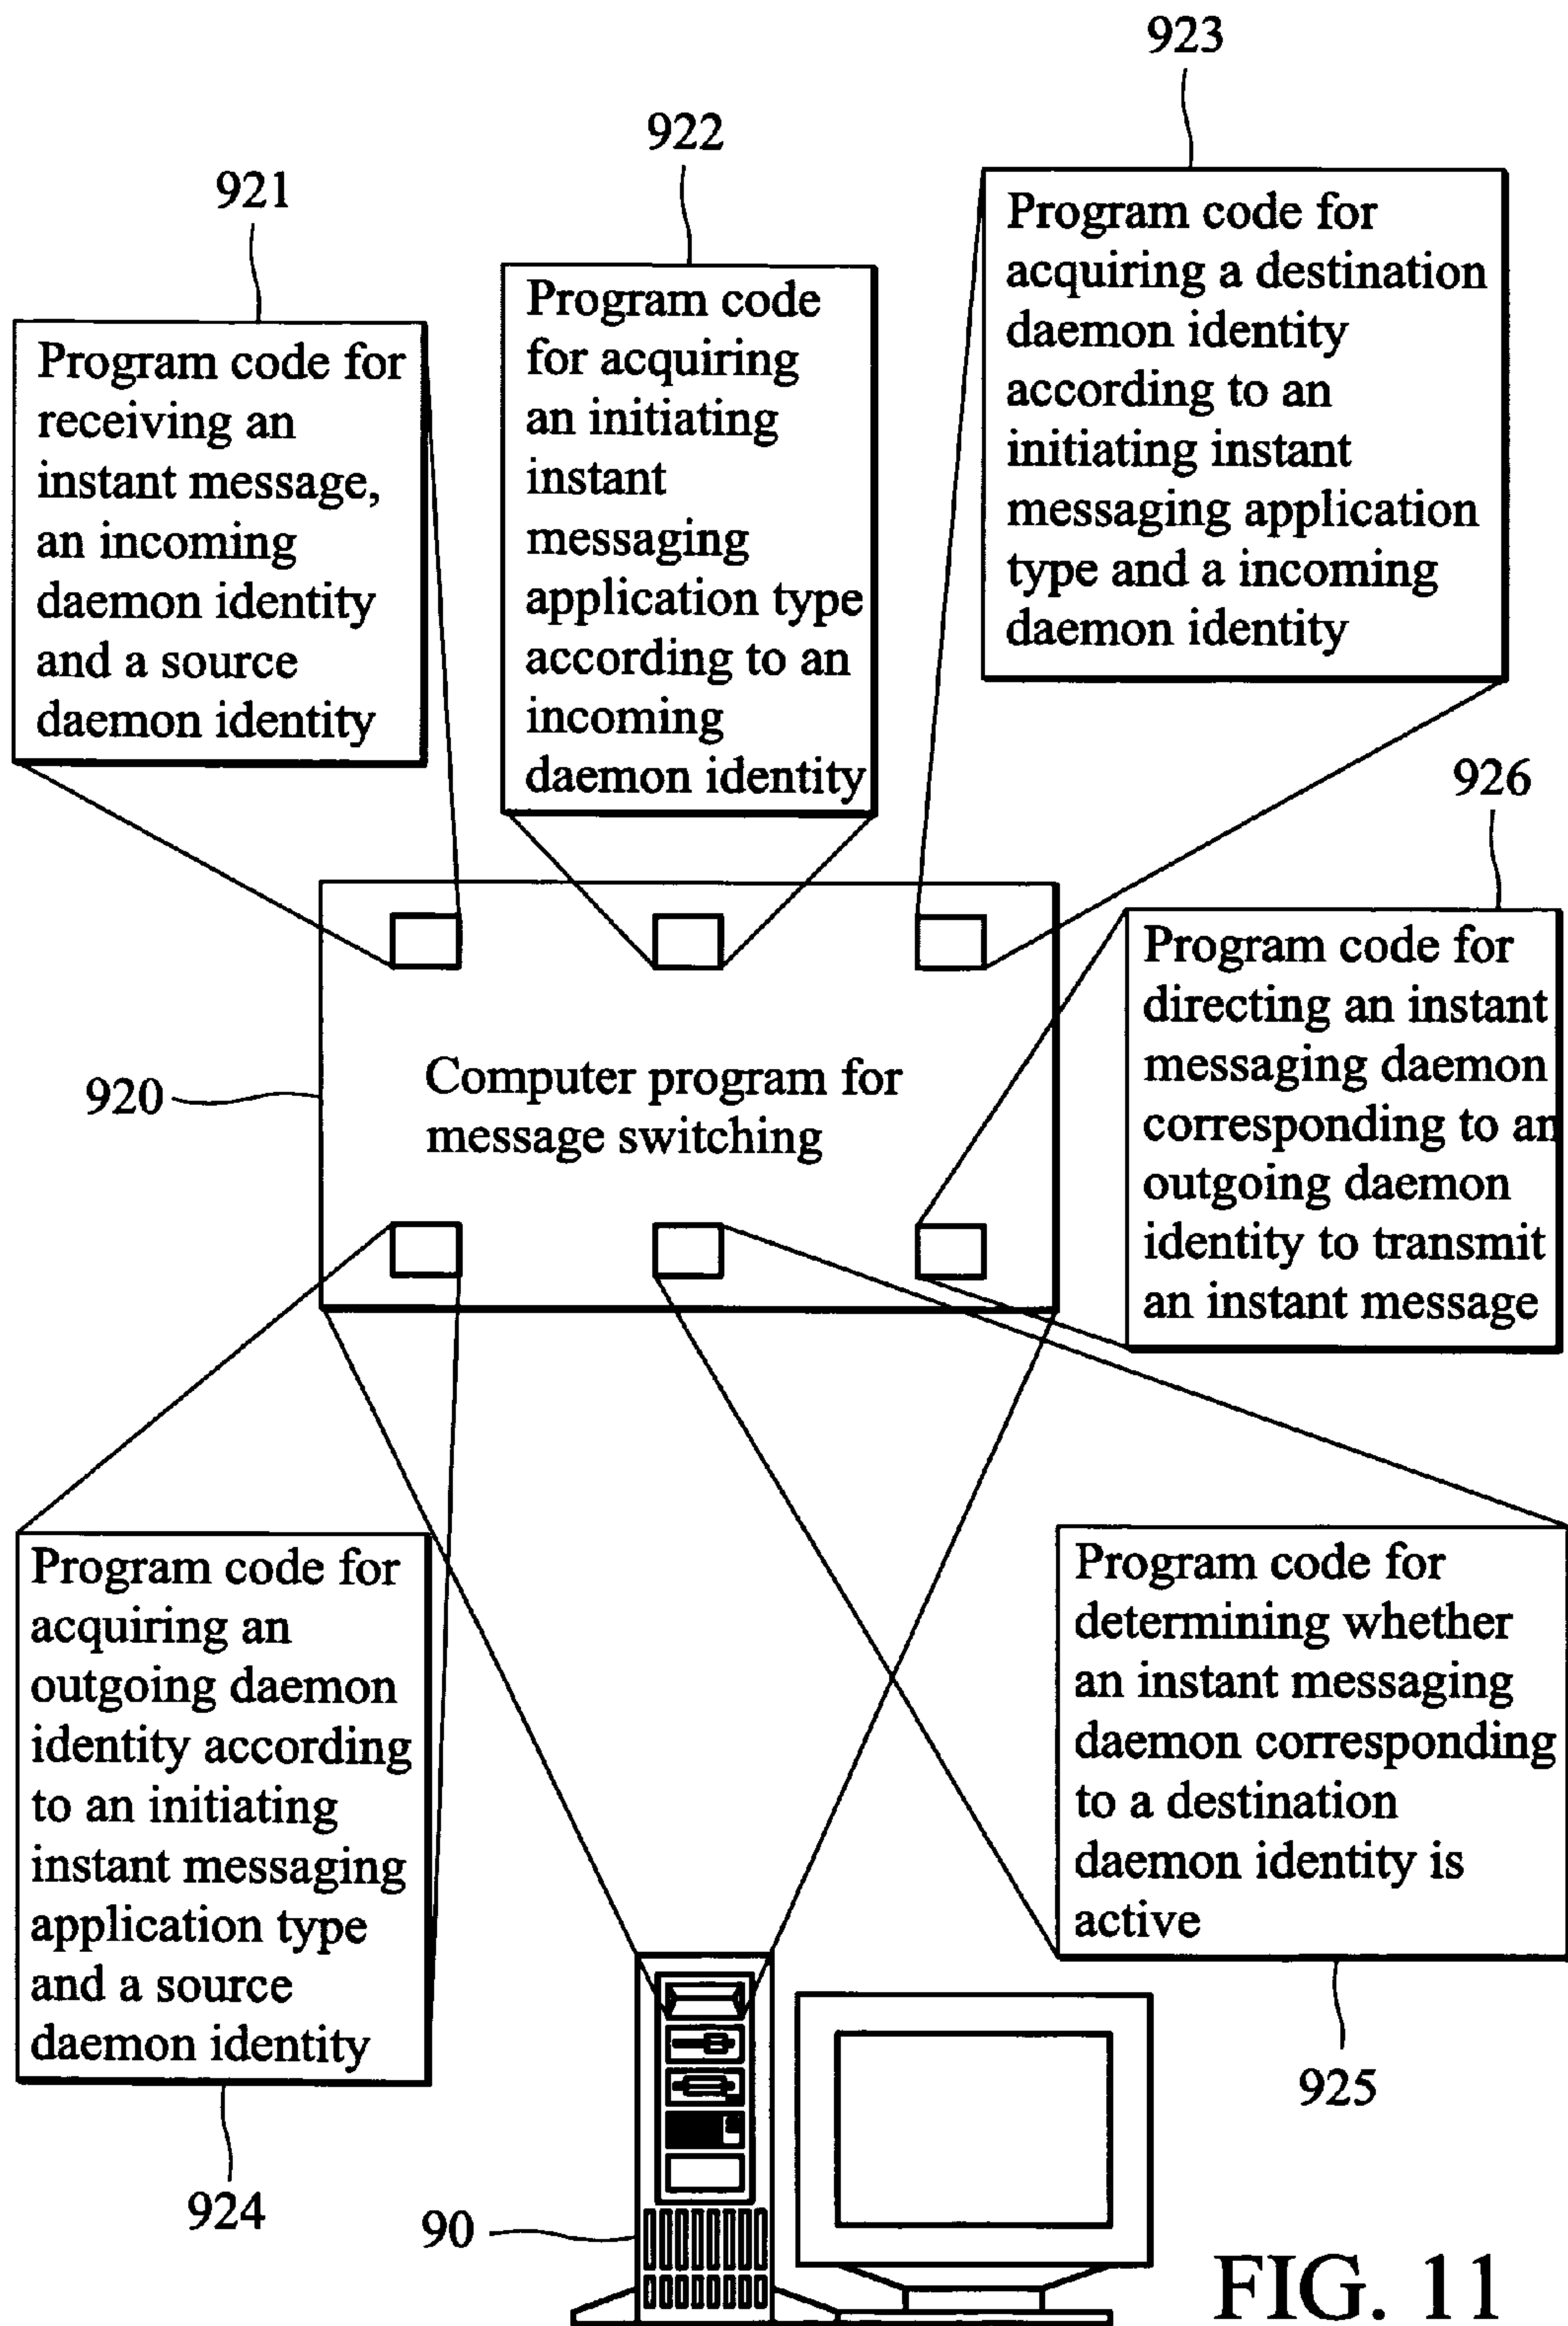 923
922
921
Program code for
acquiring a destination
daemon identity
according to an
initiating instant
messaging application
type and a incoming
daemon identity
Program code
for acquiring
an initiating
instant
messaging
application type
according to an
incoming
daemon identity
Program code for
receiving an
instant message,
an incoming
daemon identity
and a source
daemon identity
926
Program code for
directing an instant
messaging daemon
corresponding to an
outgoing daemon
identity to transmit
an instant message
920
Computer program for
message switching
Program code for
acquiring an
outgoing daemon
identity according
to an initiating
instant messaging
application type
and a source
daemon identity
Program code for
determining whether
an instant messaging
daemon corresponding
to a destination
daemon identity is
active
925
924
90
FIG. 11